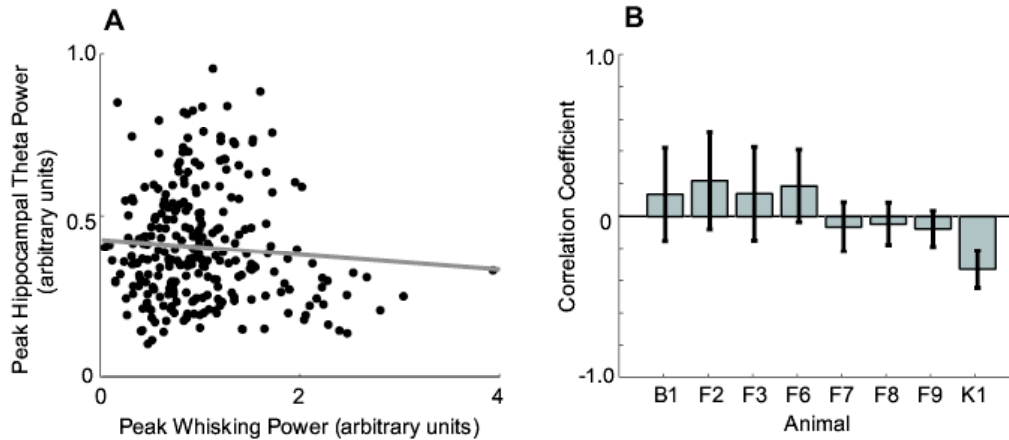 A
Peak Hippocampal Theta Power
(arbitrary units)
1.0
0.5
0
0
2
4
Peak Whisking Power (arbitrary units)
B
Correlation Coefficient
1.0
0
-1.0
B1 F2 F3 F6 F7 F8 F9 K1
Animal